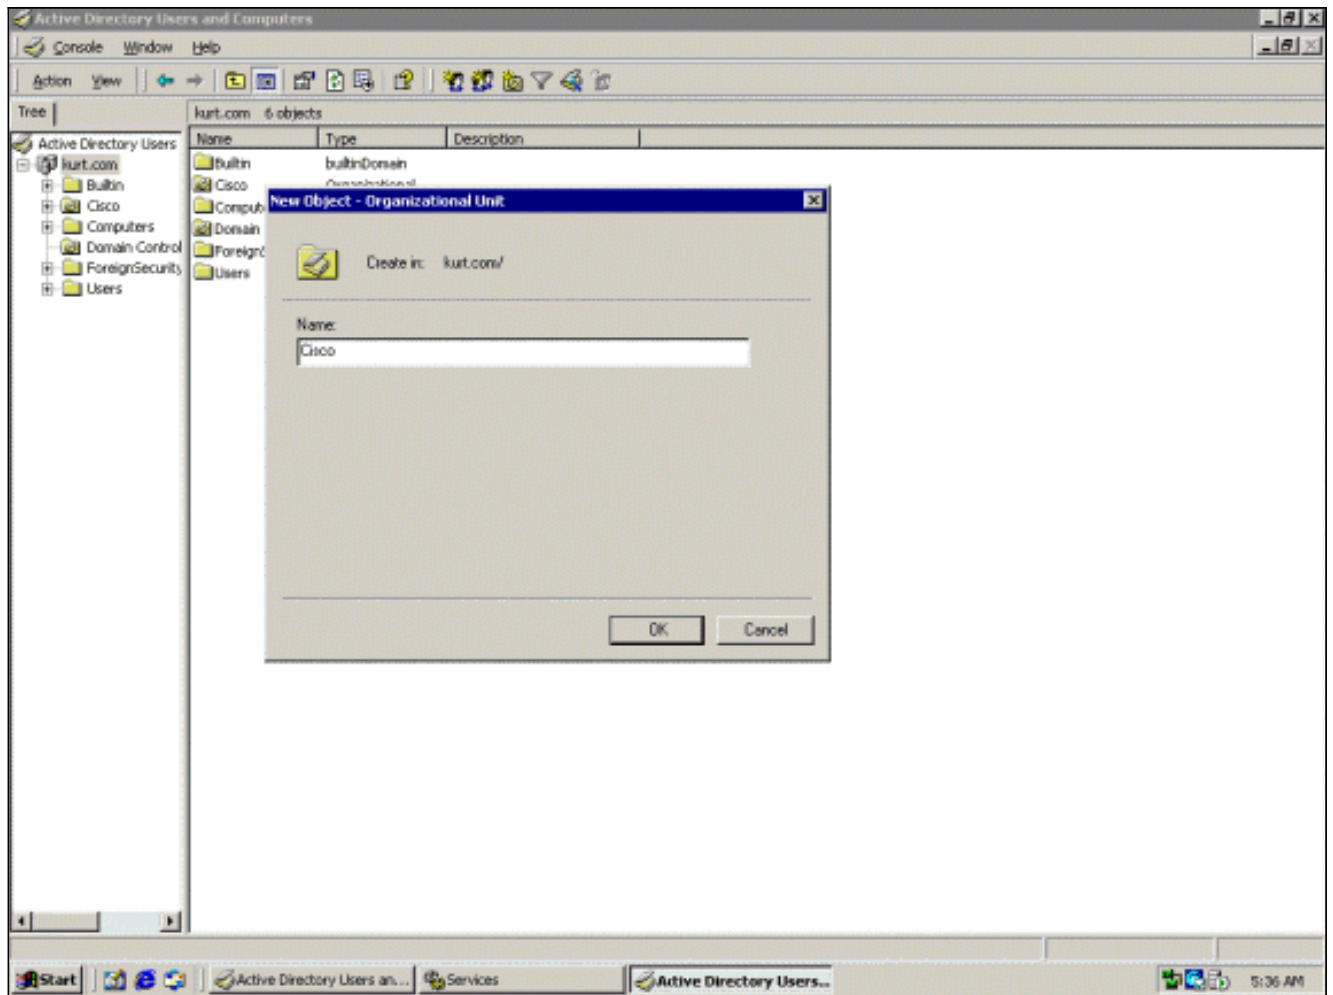 Active Directory Users and Computers
Console Window Help
Action View
Tree
kurt.com 6 objects
Name Type Description
Active Directory Users
kurt.com
Builtin
Cisco
Computers
Domain Control
ForeignSecurity
Users
Builtin builtinDomain
Cisco Organizational
Compute
Domain
ForeignS
Users
New Object - Organizational Unit
Create in: kurt.com/
Name:
Cisco
OK Cancel
Start Active Directory Users an... Services Active Directory Users... 5:36 AM